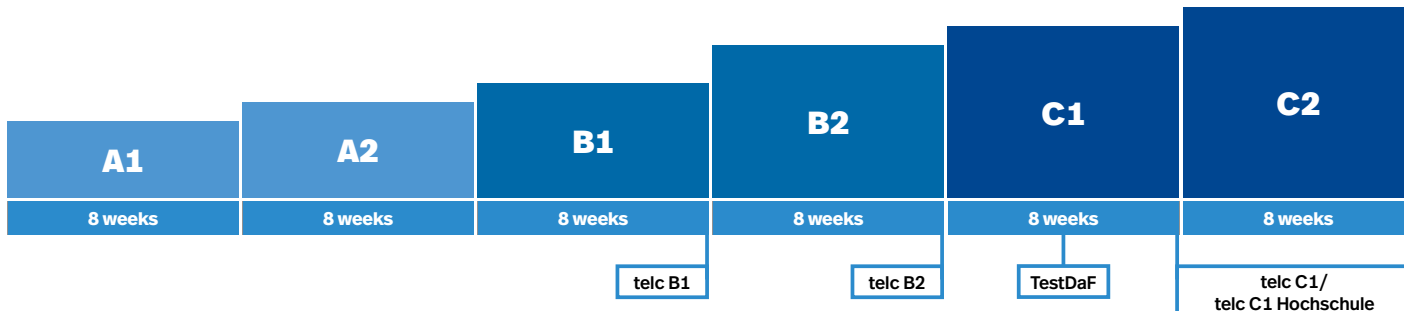 A1
A2
B1
B2
C1
C2
8 weeks
8 weeks
8 weeks
8 weeks
8 weeks
8 weeks
telc B1
telc B2
TestDaF
telc C1/
telc C1 Hochschule